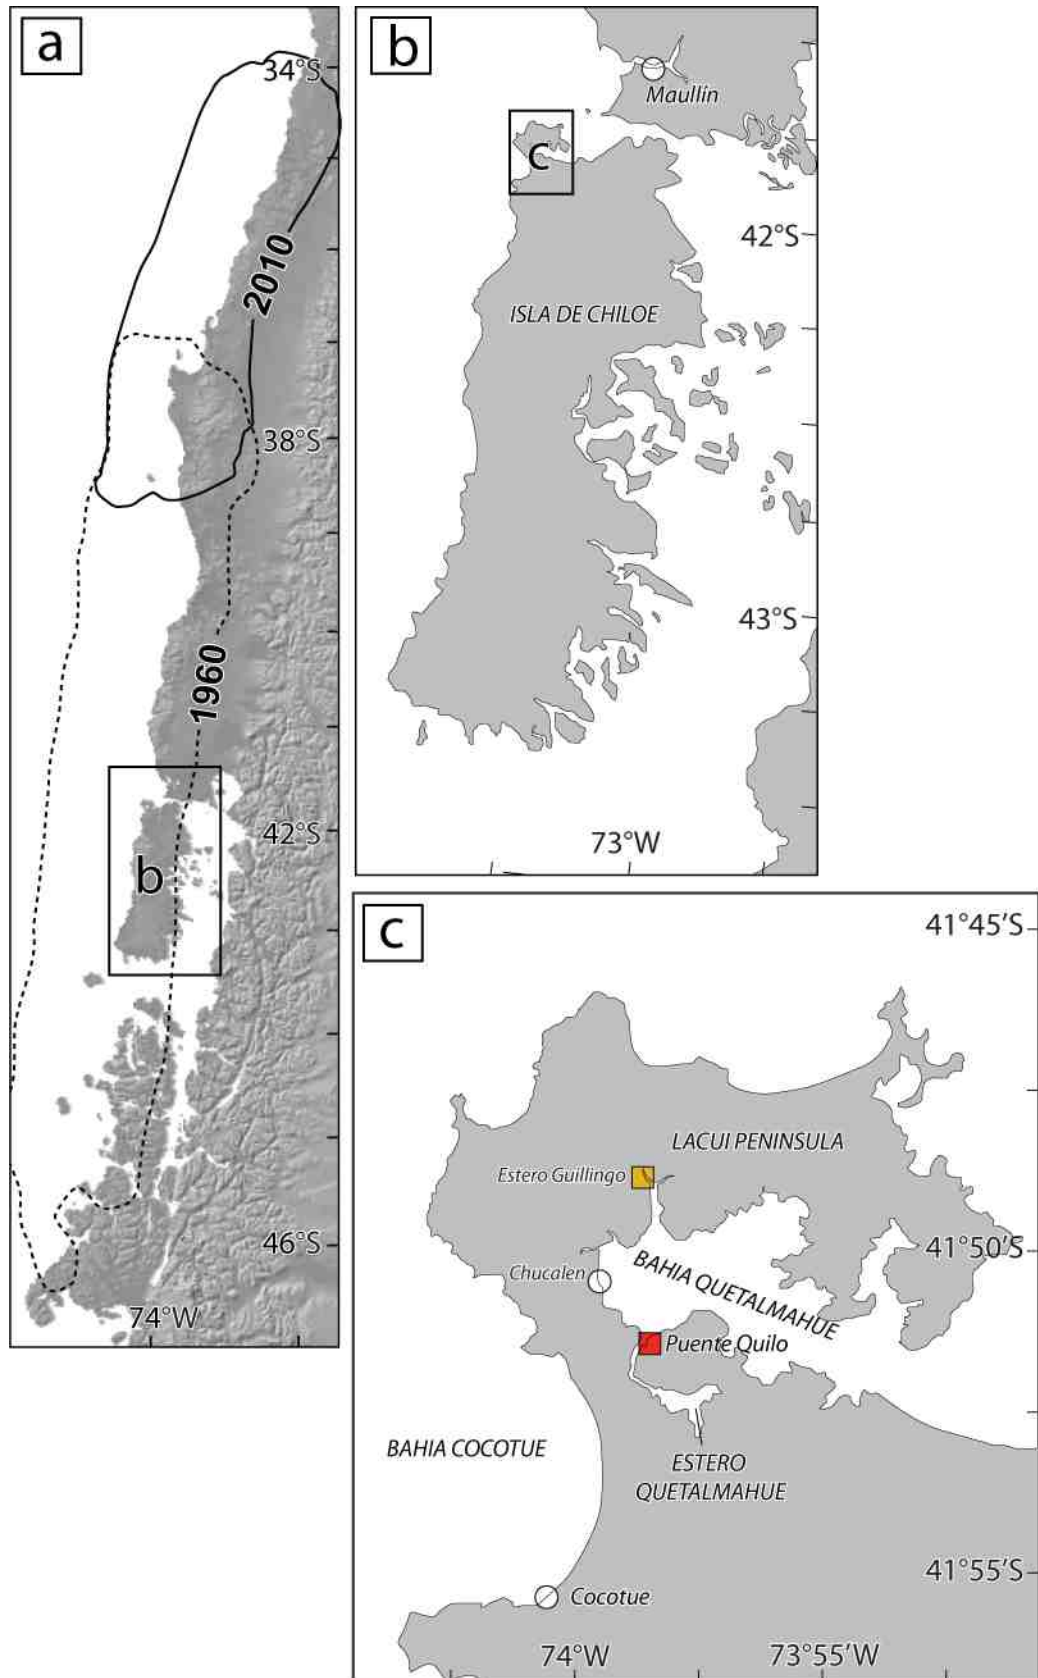 a
34°S
2010
38°S
1960
42°S
b
46°S
74°W
b
Maullín
c
42°S
ISLA DE CHILOE
43°S
73°W
c
41°45'S
LACUI PENINSULA
Estero Guillingo
41°50'S
BAHIA QUETALMAHUE
Chucalen
Puente Quilo
BAHIA COCOTUE
ESTERO
QUETALMAHUE
41°55'S
Cocotue
74°W
73°55'W